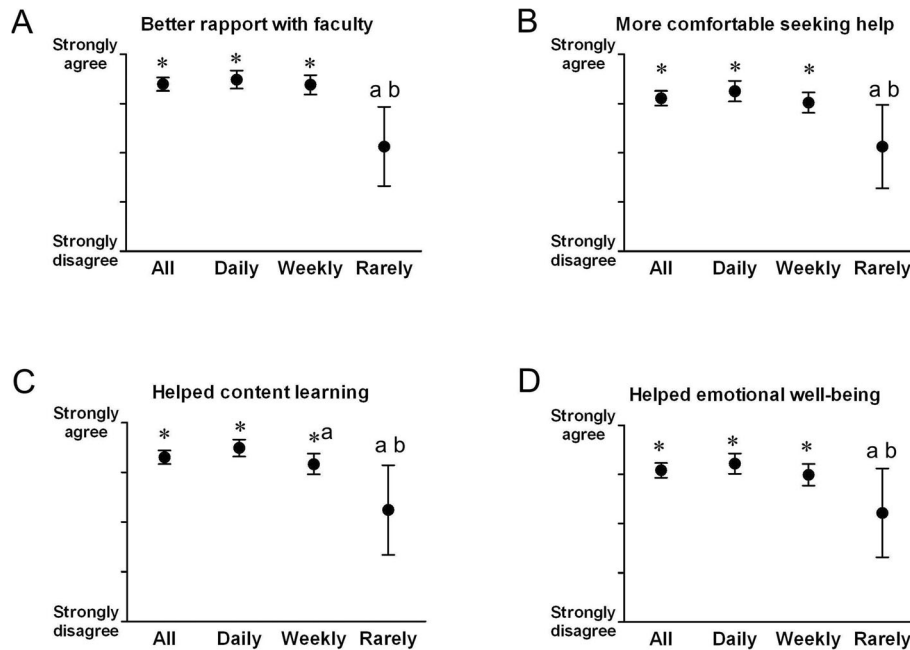 A
Better rapport with faculty
Strongly
agree
* * * a b
Strongly
disagree
All Daily Weekly Rarely
B
More comfortable seeking help
Strongly
agree
* * * a b
Strongly
disagree
All Daily Weekly Rarely
C
Helped content learning
Strongly
agree
* * *a a b
Strongly
disagree
All Daily Weekly Rarely
D
Helped emotional well-being
Strongly
agree
* * * a b
Strongly
disagree
All Daily Weekly Rarely